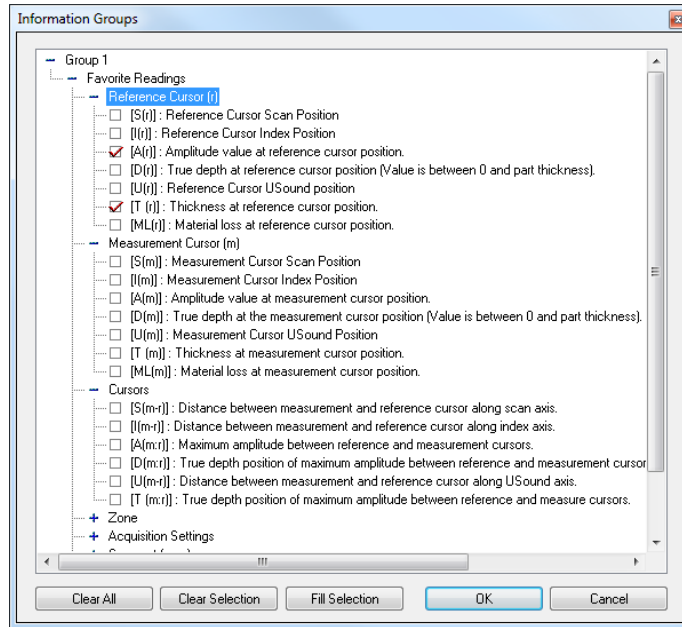 Information Groups
Group 1
Favorite Readings
Reference Cursor (r)
[S(r)] : Reference Cursor Scan Position
[I(r)] : Reference Cursor Index Position
[A(r)] : Amplitude value at reference cursor position.
[D(r)] : True depth at reference cursor position (Value is between 0 and part thickness).
[U(r)] : Reference Cursor USound position
[T (r)] : Thickness at reference cursor position.
[ML(r)] : Material loss at reference cursor position.
Measurement Cursor (m)
[S(m)] : Measurement Cursor Scan Position
[I(m)] : Measurement Cursor Index Position
[A(m)] : Amplitude value at measurement cursor position.
[D(m)] : True depth at the measurement cursor position (Value is between 0 and part thickness).
[U(m)] : Measurement Cursor USound Position
[T (m)] : Thickness at measurement cursor position.
[ML(m)] : Material loss at measurement cursor position.
Cursors
[S(m-r)] : Distance between measurement and reference cursor along scan axis.
[I(m-r)] : Distance between measurement and reference cursor along index axis.
[A(m:r)] : Maximum amplitude between reference and measurement cursors.
[D(m:r)] : True depth position of maximum amplitude between reference and measurement cursor
[U(m-r)] : Distance between measurement and reference cursor along USound axis.
[T (m:r)] : True depth position of maximum amplitude between reference and measure cursors.
Zone
Acquisition Settings
Clear All Clear Selection Fill Selection OK Cancel